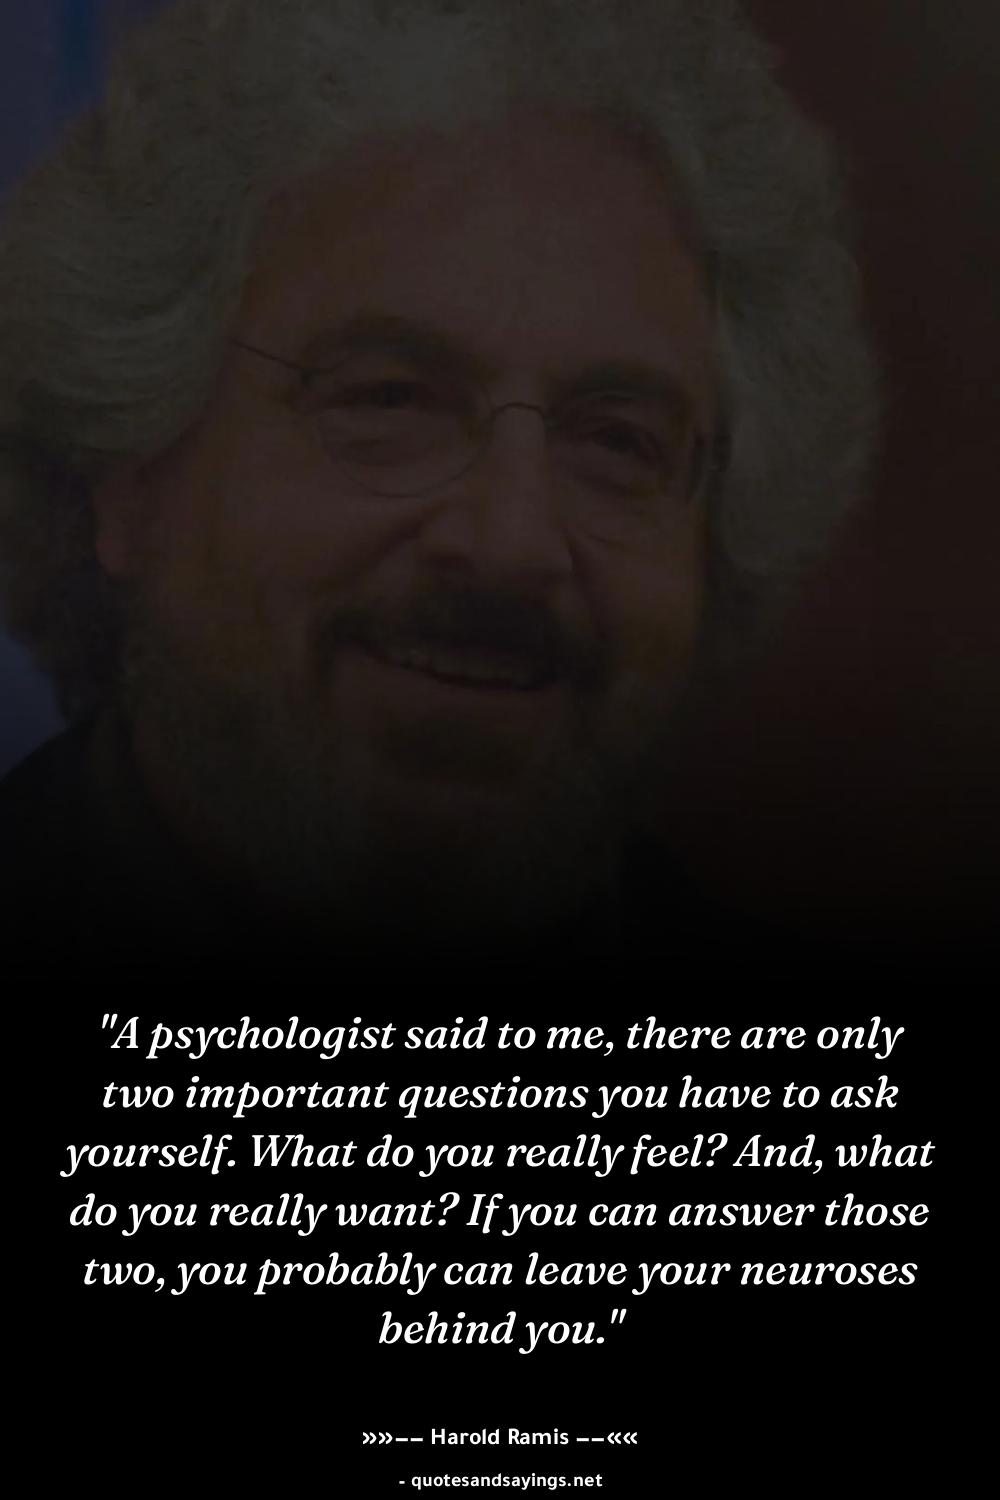 "A psychologist said to me, there are only
two important questions you have to ask
yourself. What do you really feel? And, what
do you really want? If you can answer those
two, you probably can leave your neuroses
behind you."
»»−− Harold Ramis −−««
- quotesandsayings.net